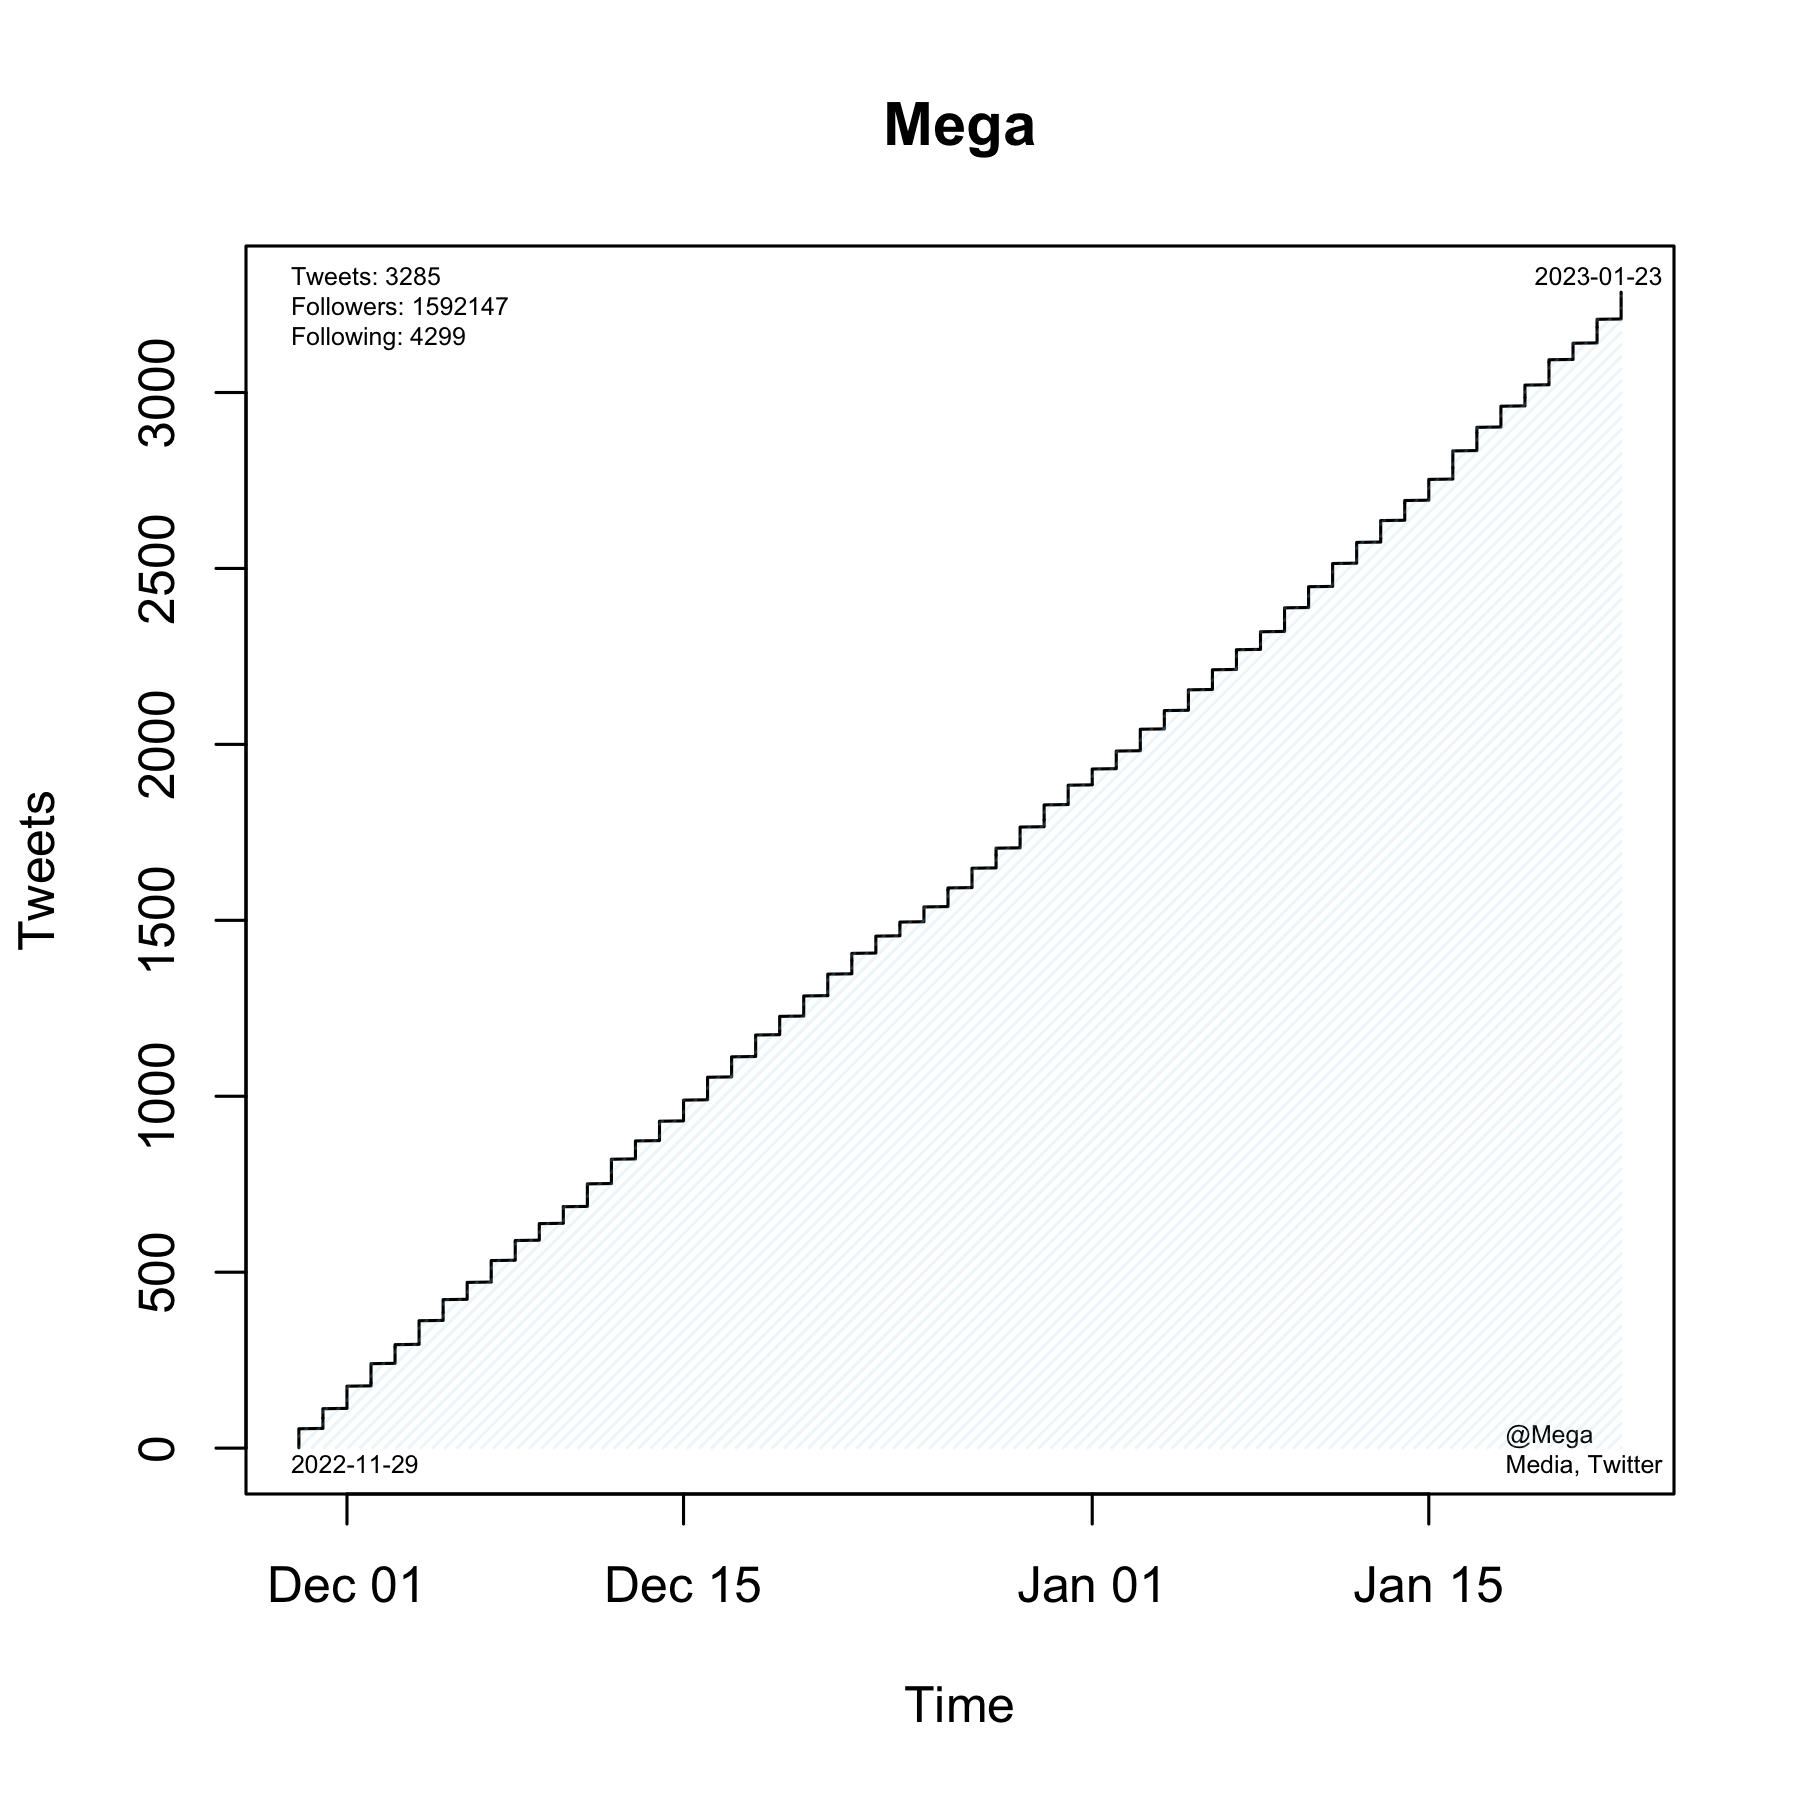 Mega
Tweets: 3285
Followers: 1592147
Following: 4299
2023-01-23
3000
2500
2000
1500
1000
500
0
Tweets
@Mega
Media, Twitter
2022-11-29
Dec 01
Dec 15
Jan 01
Jan 15
Time